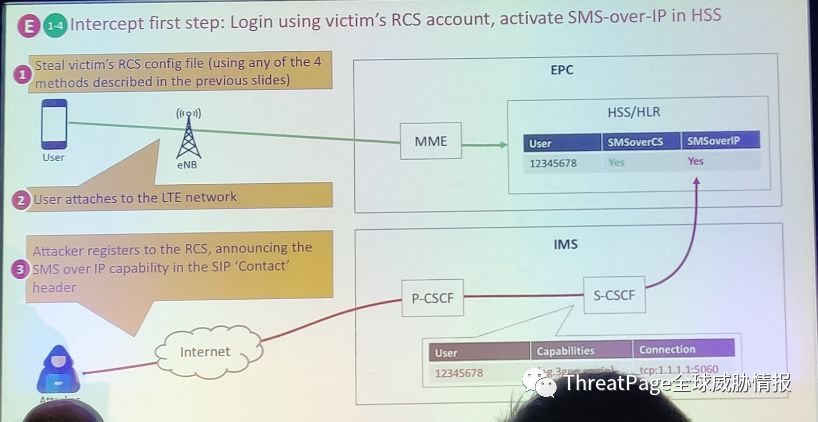 E 1-4 Intercept first step: Login using victim's RCS account, activate SMS-over-IP in HSS
1 Steal victim's RCS config file (using any of the 4
methods described in the previous slides)
User
eNB
2 User attaches to the LTE network
3 Attacker registers to the RCS, announcing the
SMS over IP capability in the SIP 'Contact'
header
Internet
EPC
MME
HSS/HLR
User SMSoverCS SMSoverIP
12345678 Yes Yes
IMS
P-CSCF
S-CSCF
User Capabilities Connection
12345678 tcp:1.1.1.1:5060
ThreatPage全球威胁情报